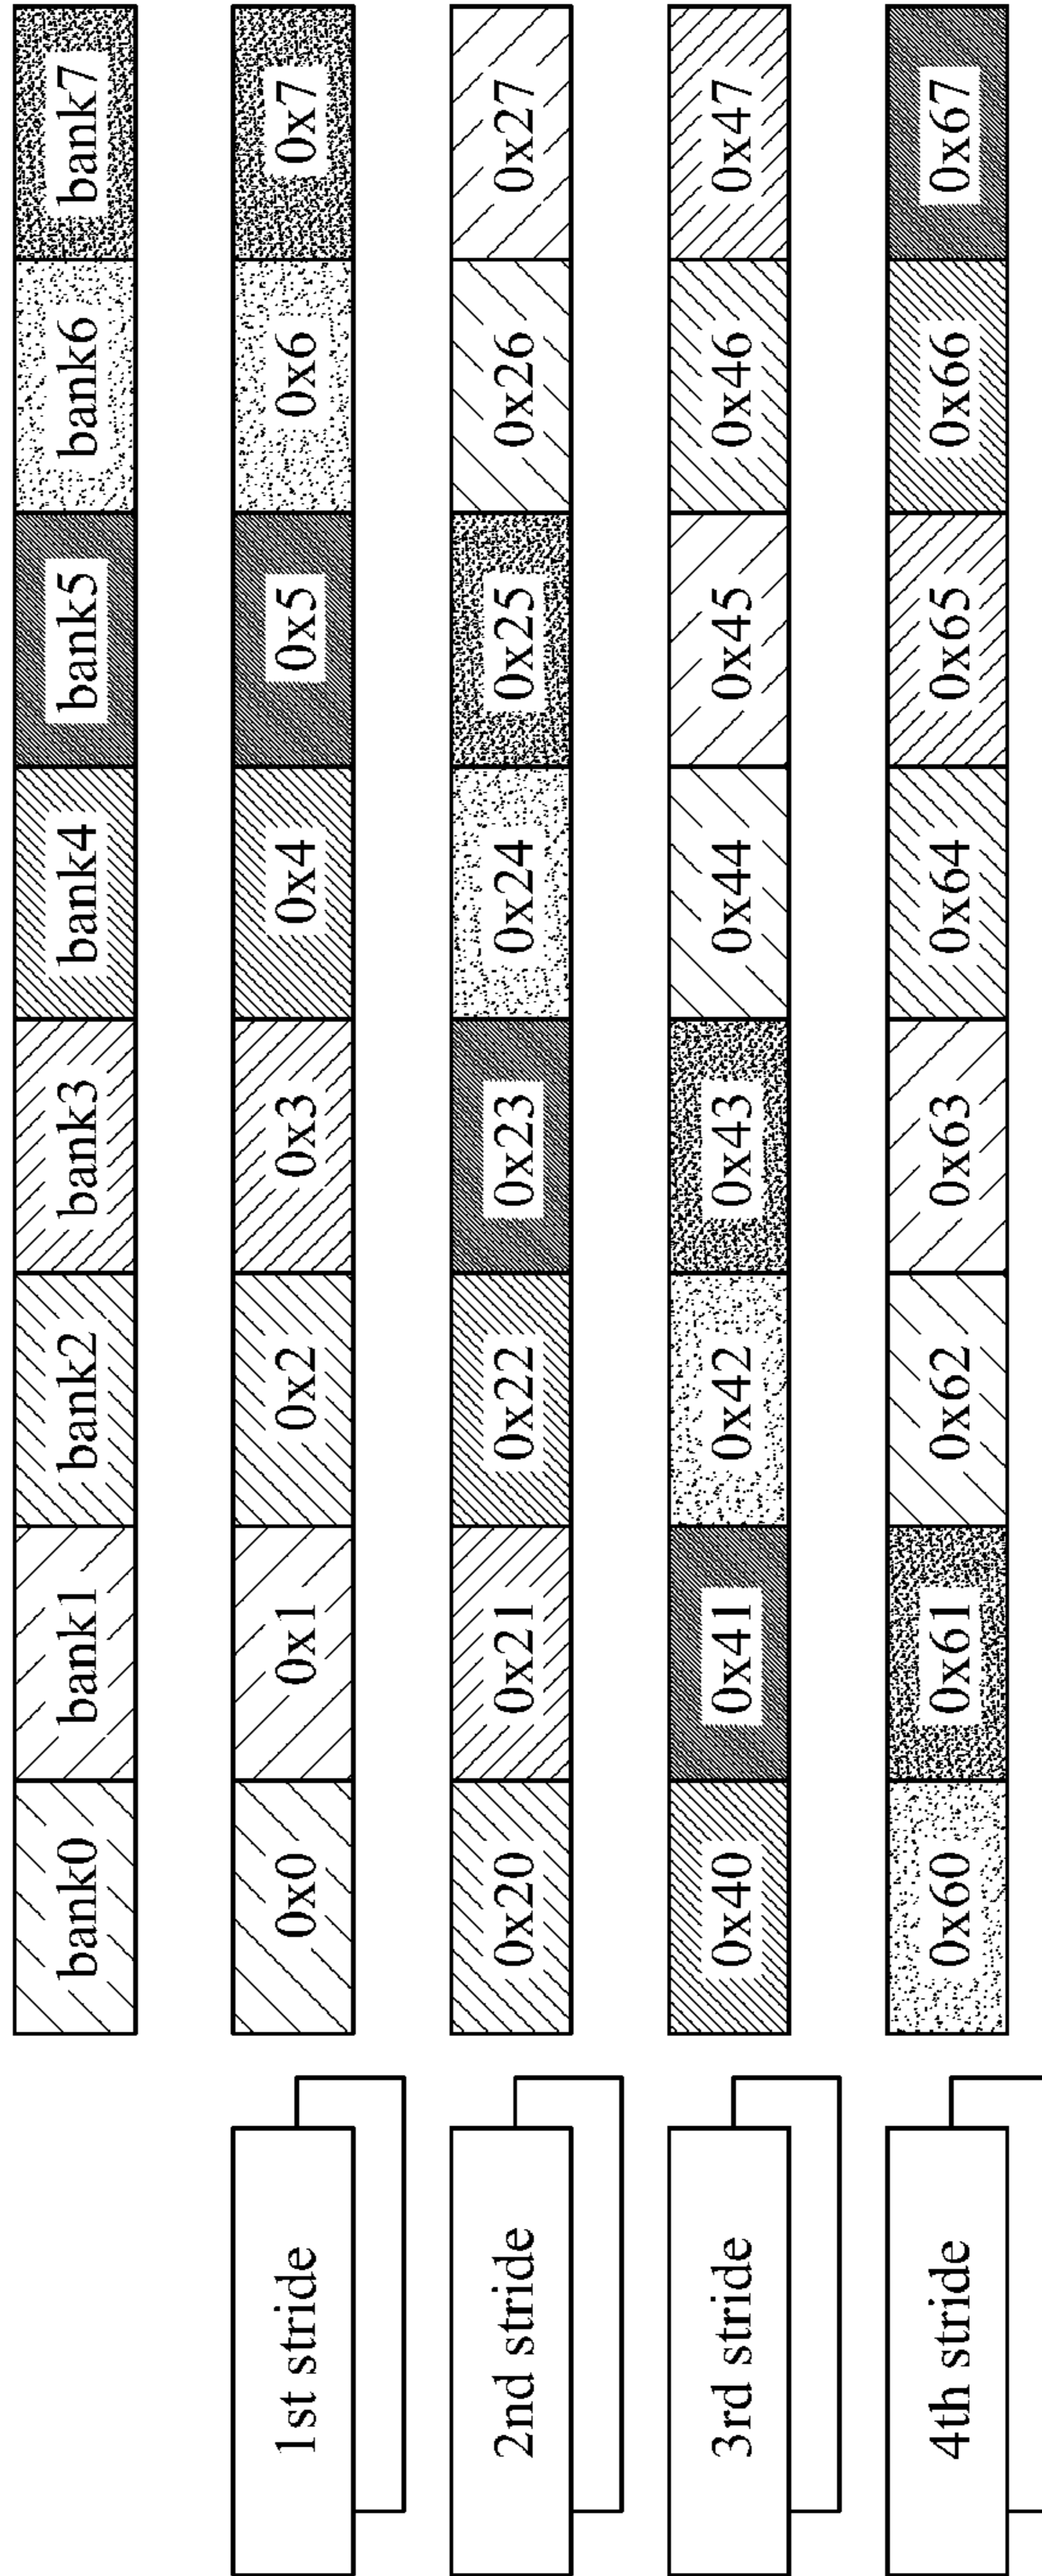 bank0 bank1 bank2 bank3 bank4 bank5 bank6 bank7
1st stride 0x0 0x1 0x2 0x3 0x4 0x5 0x6 0x7
2nd stride 0x20 0x21 0x22 0x23 0x24 0x25 0x26 0x27
3rd stride 0x40 0x41 0x42 0x43 0x44 0x45 0x46 0x47
4th stride 0x60 0x61 0x62 0x63 0x64 0x65 0x66 0x67